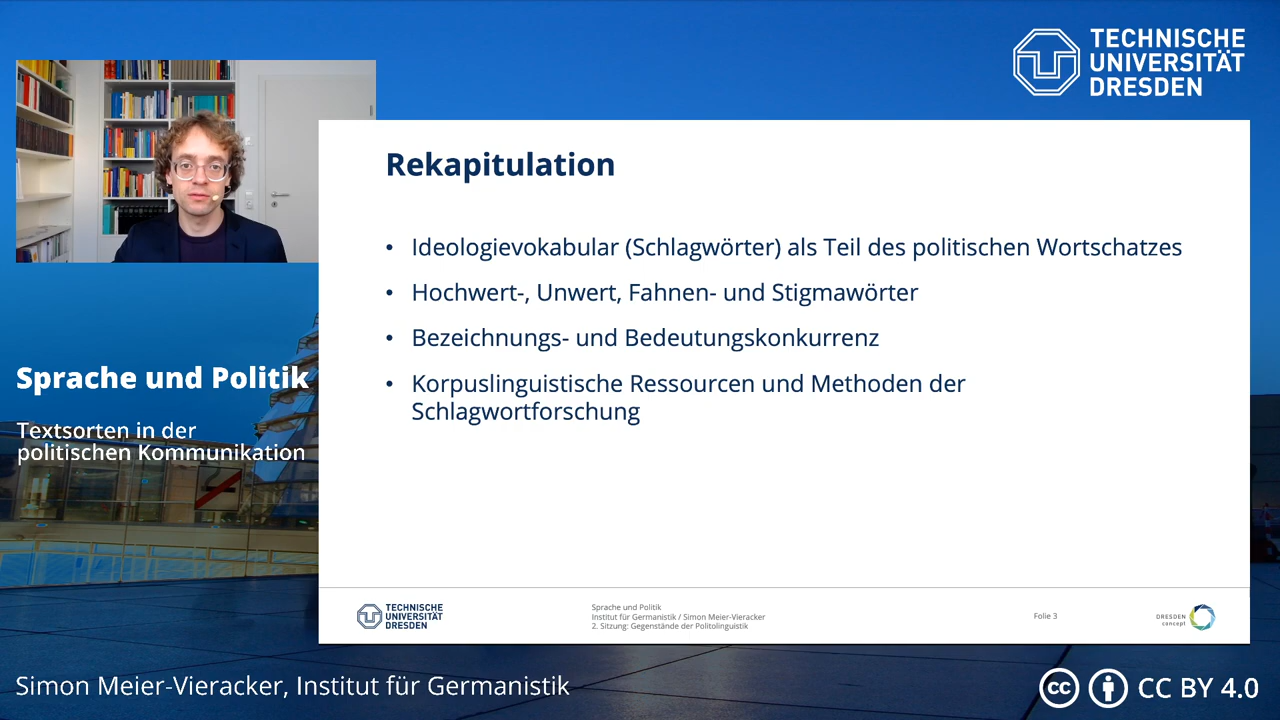 TECHNISCHE
UNIVERSITÄT
DRESDEN
Rekapitulation
• Ideologievokabular (Schlagwörter) als Teil des politischen Wortschatzes
• Hochwert-, Unwert, Fahnen- und Stigmawörter
• Bezeichnungs- und Bedeutungskonkurrenz
• Korpuslinguistische Ressourcen und Methoden der
Schlagwortforschung
Sprache und Politik
Textsorten in der
politischen Kommunikation
TECHNISCHE
UNIVERSITÄT
DRESDEN
Sprache und Politik
Institut für Germanistik / Simon Meier-Vieracker
2. Sitzung: Gegenstände der Politolinguistik
Folie 3
DRESDEN
concept
Simon Meier-Vieracker, Institut für Germanistik
cc
CC BY 4.0